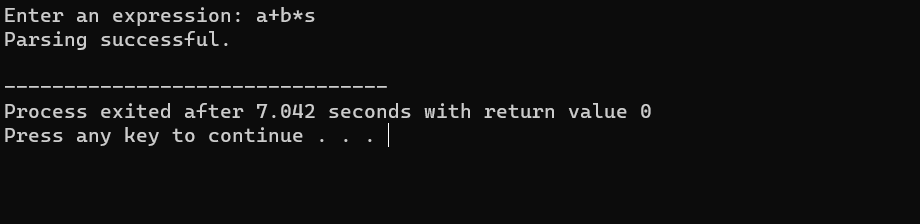 Enter an expression: a+b*s
Parsing successful.
--------------------------------
Process exited after 7.042 seconds with return value 0
Press any key to continue . . .